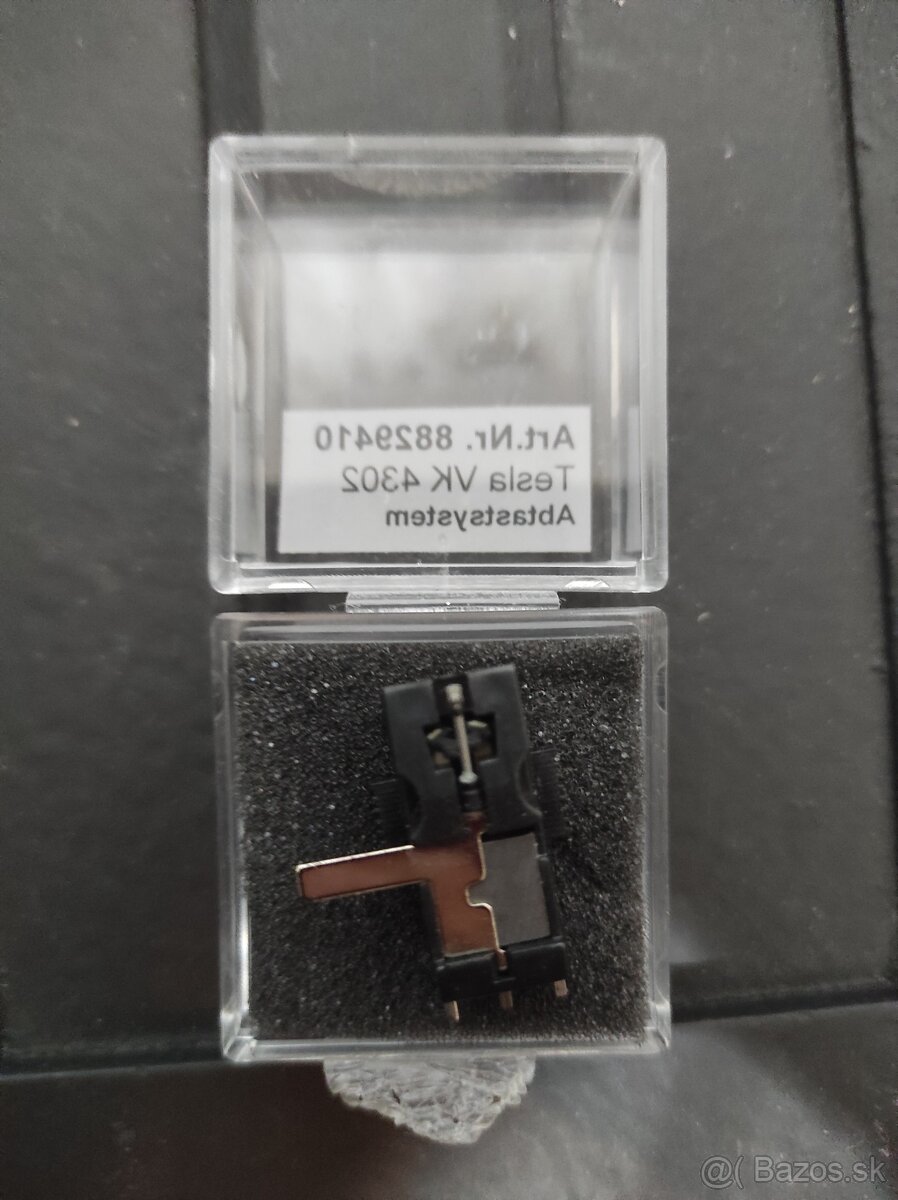 Art.Nr. 8829410
Tesla VK 4302
Abtastsystem
@( Bazos.sk